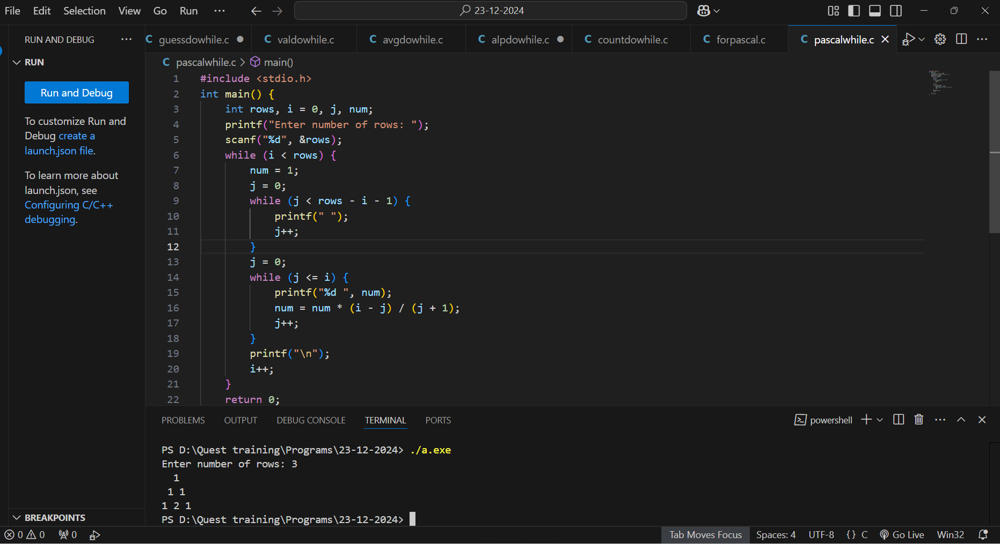 File Edit Selection View Go Run ··· 23-12-2024
RUN AND DEBUG ···
RUN
Run and Debug
To customize Run and
Debug create a
launch.json file.
To learn more about
launch.json, see
Configuring C/C++
debugging.
BREAKPOINTS
C guessdowhile.c C valdowhile.c C avgdowhile.c C alpdowhile.c C countdowhile.c C forpascal.c C pascalwhile.c
C pascalwhile.c > main()
1 #include <stdio.h>
2 int main() {
3     int rows, i = 0, j, num;
4     printf("Enter number of rows: ");
5     scanf("%d", &rows);
6     while (i < rows) {
7         num = 1;
8         j = 0;
9         while (j < rows - i - 1) {
10             printf(" ");
11             j++;
12         }
13         j = 0;
14         while (j <= i) {
15             printf("%d ", num);
16             num = num * (i - j) / (j + 1);
17             j++;
18         }
19         printf("\n");
20         i++;
21     }
22     return 0;
PROBLEMS OUTPUT DEBUG CONSOLE TERMINAL PORTS powershell
PS D:\Quest training\Programs\23-12-2024> ./a.exe
Enter number of rows: 3
  1
 1 1
1 2 1
PS D:\Quest training\Programs\23-12-2024>
0 0 0 Tab Moves Focus Spaces: 4 UTF-8 {} C Go Live Win32